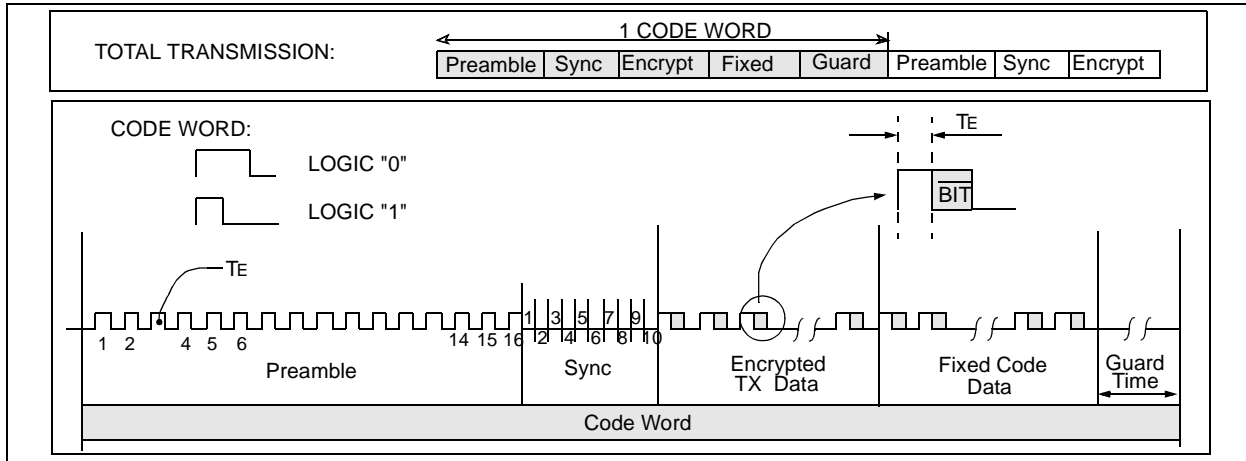 1 CODE WORD
TOTAL TRANSMISSION:
Preamble Sync Encrypt Fixed Guard Preamble Sync Encrypt
CODE WORD:
TE
LOGIC "0"
BIT
LOGIC "1"
TE
1 3 5 7 9
1 2 4 5 6 14 15 16 2 4 6 8 10
Preamble
Sync
Encrypted
TX Data
Fixed Code
Data
Guard
Time
Code Word